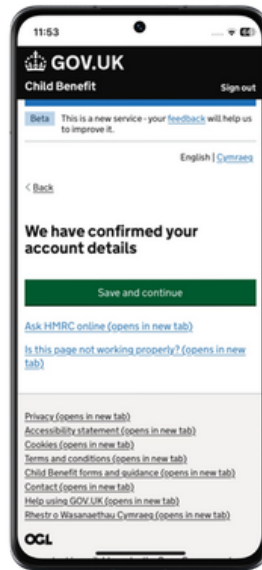 11:53
GOV.UK
Child Benefit
Sign out
Beta
This is a new service - your feedback will help us
to improve it.
English | Cymraeg
< Back
We have confirmed your
account details
Save and continue
Ask HMRC online (opens in new tab)
Is this page not working properly? (opens in new
tab)
Privacy (opens in new tab)
Accessibility statement (opens in new tab)
Cookies (opens in new tab)
Terms and conditions (opens in new tab)
Child Benefit forms and guidance (opens in new tab)
Contact (opens in new tab)
Help using GOV.UK (opens in new tab)
Rhestr o Wasanaethau Cymraeg (opens in new tab)
OGL